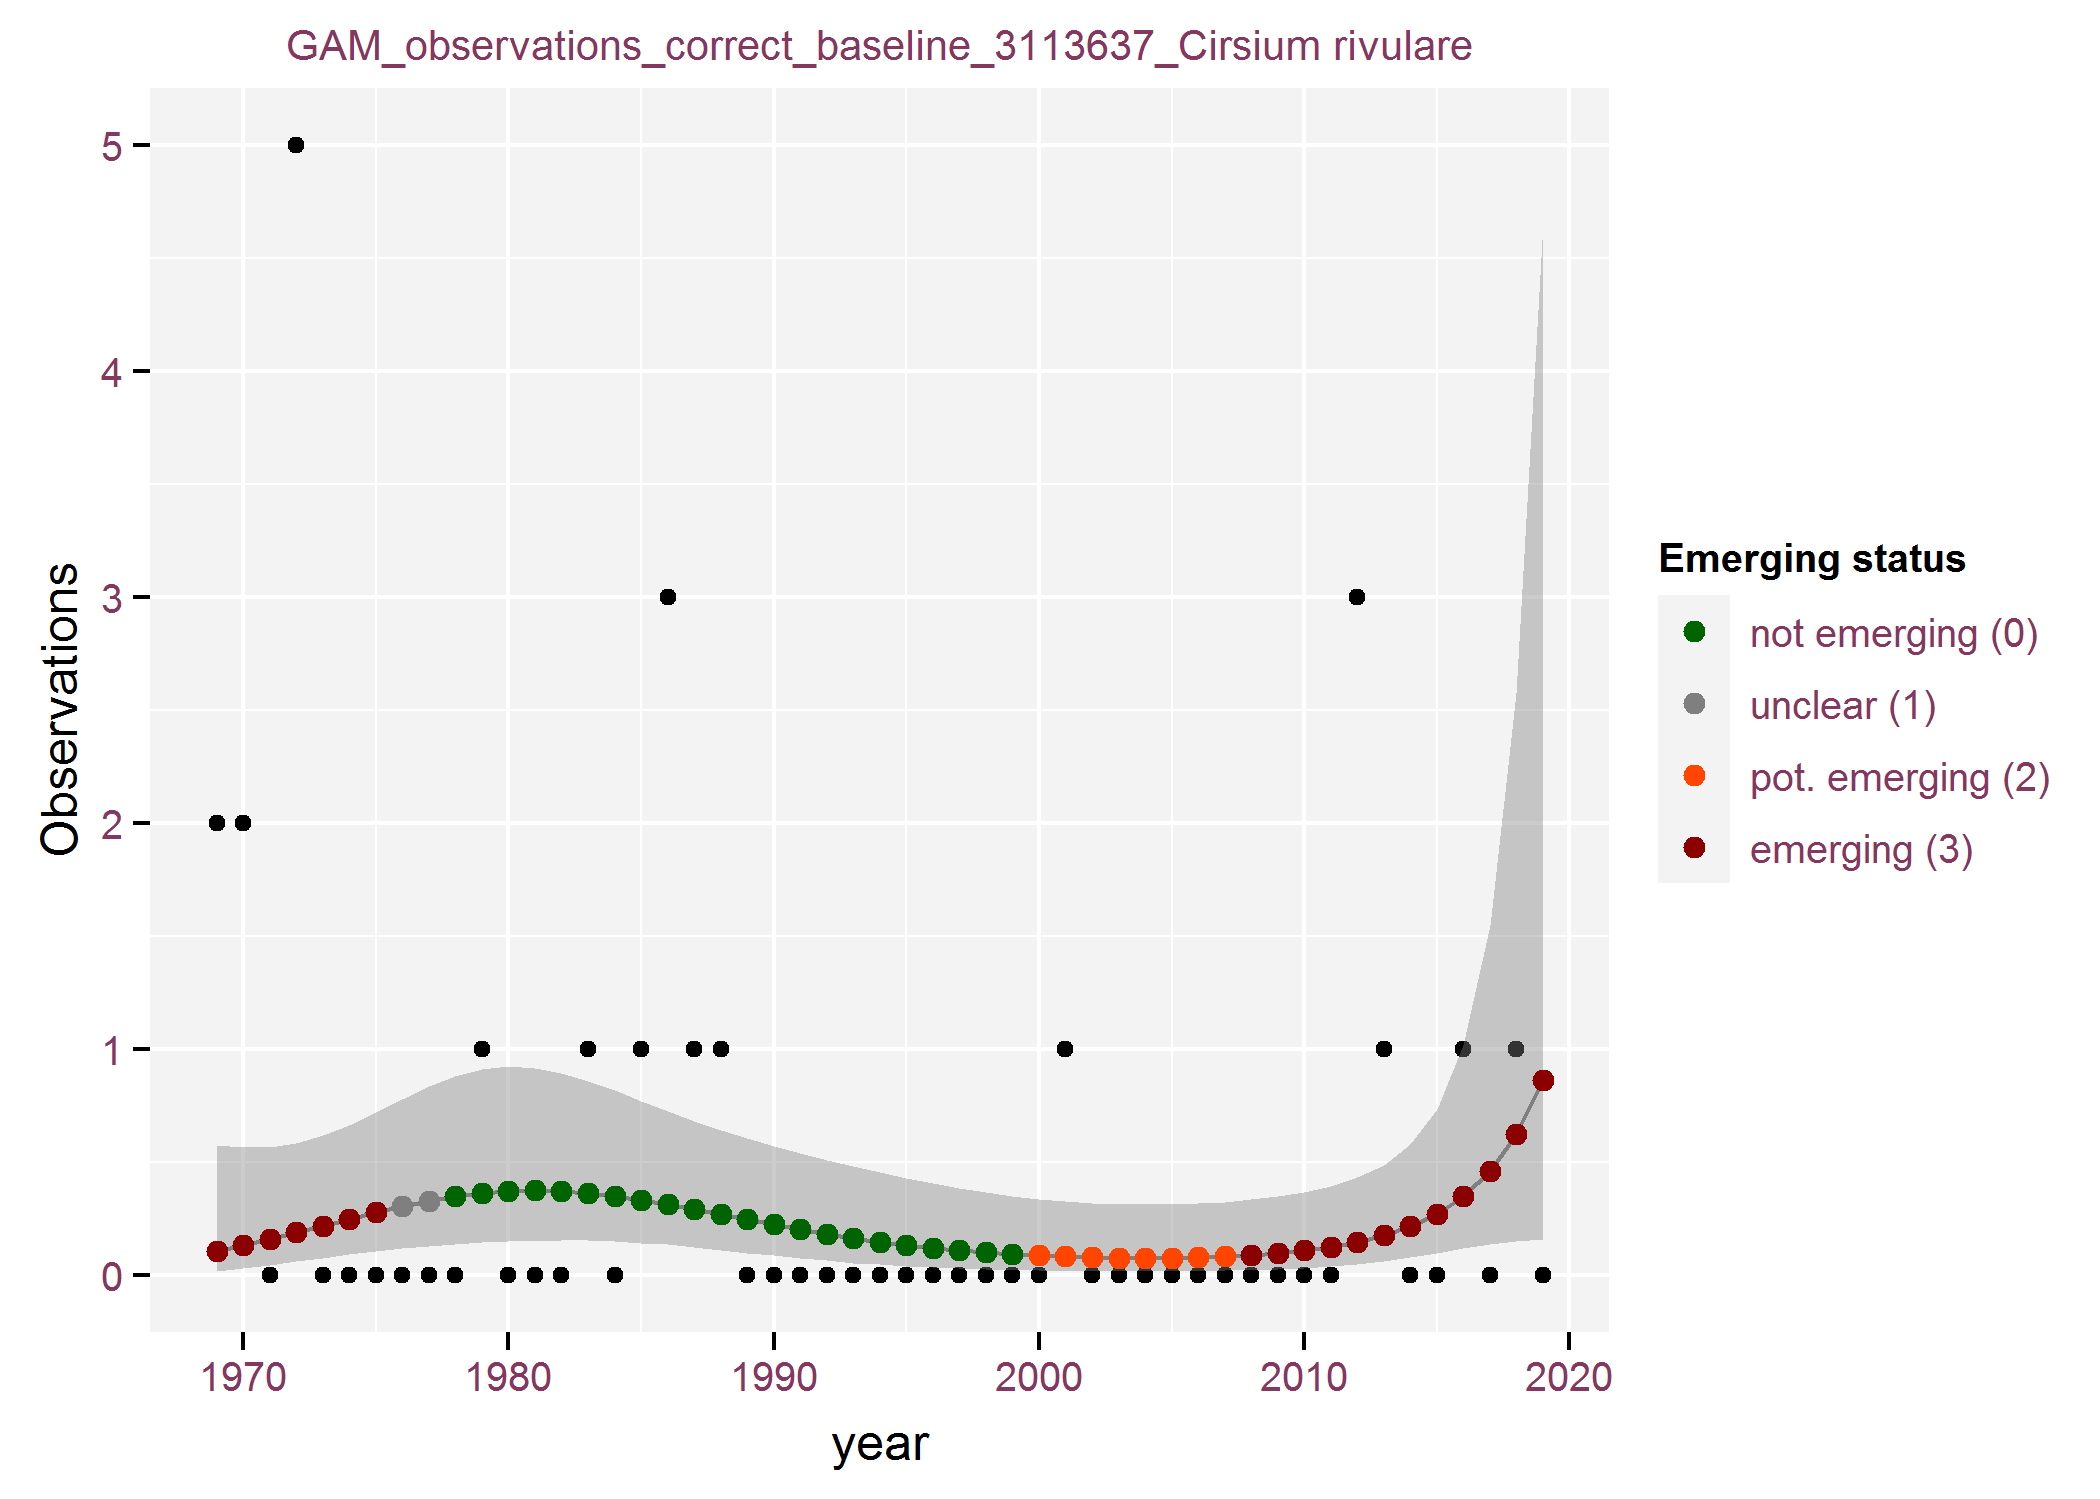 GAM_observations_correct_baseline_3113637_Cirsium rivulare
5
4
3
2
1
0
Observations
1970 1980 1990 2000 2010 2020
year
Emerging status
not emerging (0)
unclear (1)
pot. emerging (2)
emerging (3)